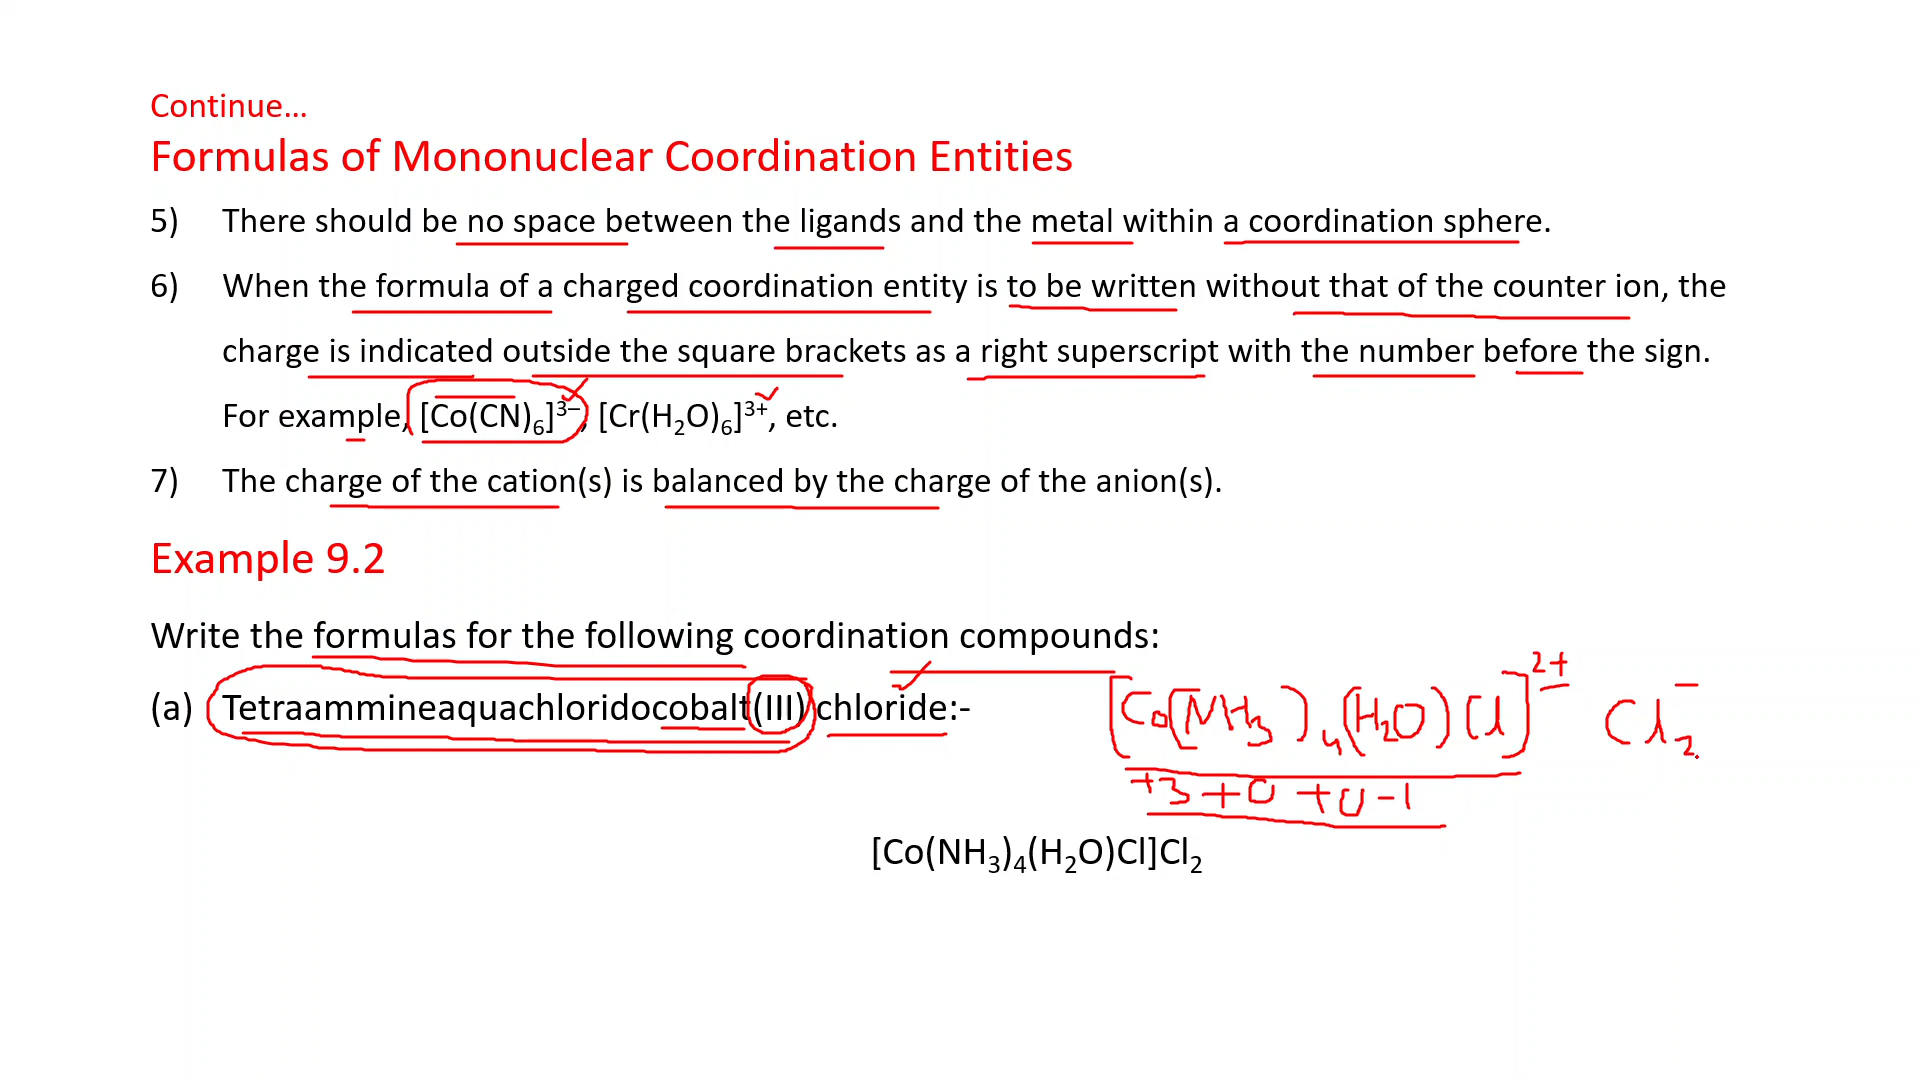 Continue...
Formulas of Mononuclear Coordination Entities
5) There should be no space between the ligands and the metal within a coordination sphere.
6) When the formula of a charged coordination entity is to be written without that of the counter ion, the
charge is indicated outside the square brackets as a right superscript with the number before the sign.
For example, [Co(CN)₆]³⁻, [Cr(H₂O)₆]³⁺, etc.
7) The charge of the cation(s) is balanced by the charge of the anion(s).
Example 9.2
Write the formulas for the following coordination compounds:
(a) Tetraammineaquachloridocobalt(III) chloride:- [Co(NH₃)₄(H₂O)Cl]²⁺ Cl₂⁻
+3+0+0-1
[Co(NH₃)₄(H₂O)Cl]Cl₂